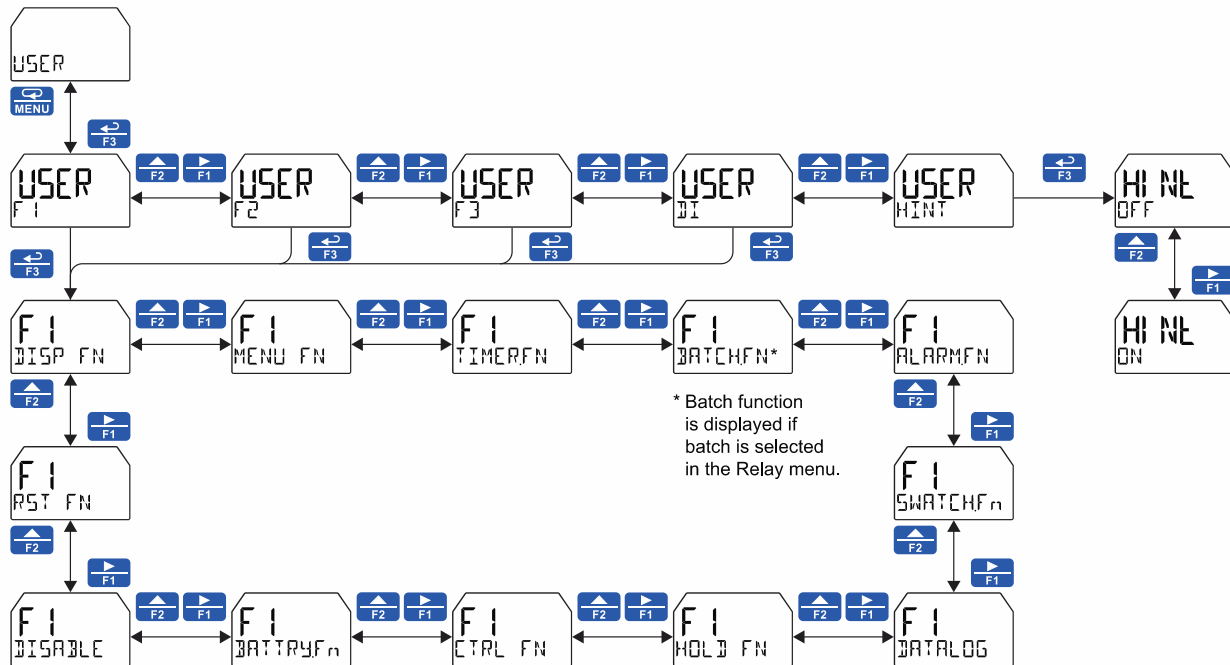 USER
MENU
F3
F2 F1 F2 F1 F2 F1 F2 F1 F3
USER
F1
USER
F2
USER
F3
USER
DI
USER
HINT
HINt
OFF
F3 F3 F3 F3
F2
F1
F2 F1 F2 F1 F2 F1 F2 F1
F1
DISP FN
F1
MENU FN
F1
TIMER,FN
F1
BATCH,FN*
F1
ALARM,FN
HINt
ON
F2
F1
* Batch function
is displayed if
batch is selected
in the Relay menu.
F2
F1
F1
RST FN
F1
SWATCH,Fn
F2
F1
F2
F1
F2 F1 F2 F1 F2 F1 F2 F1
F1
DISABLE
F1
BATTRY,Fn
F1
CTRL FN
F1
HOLD FN
F1
DATALOG